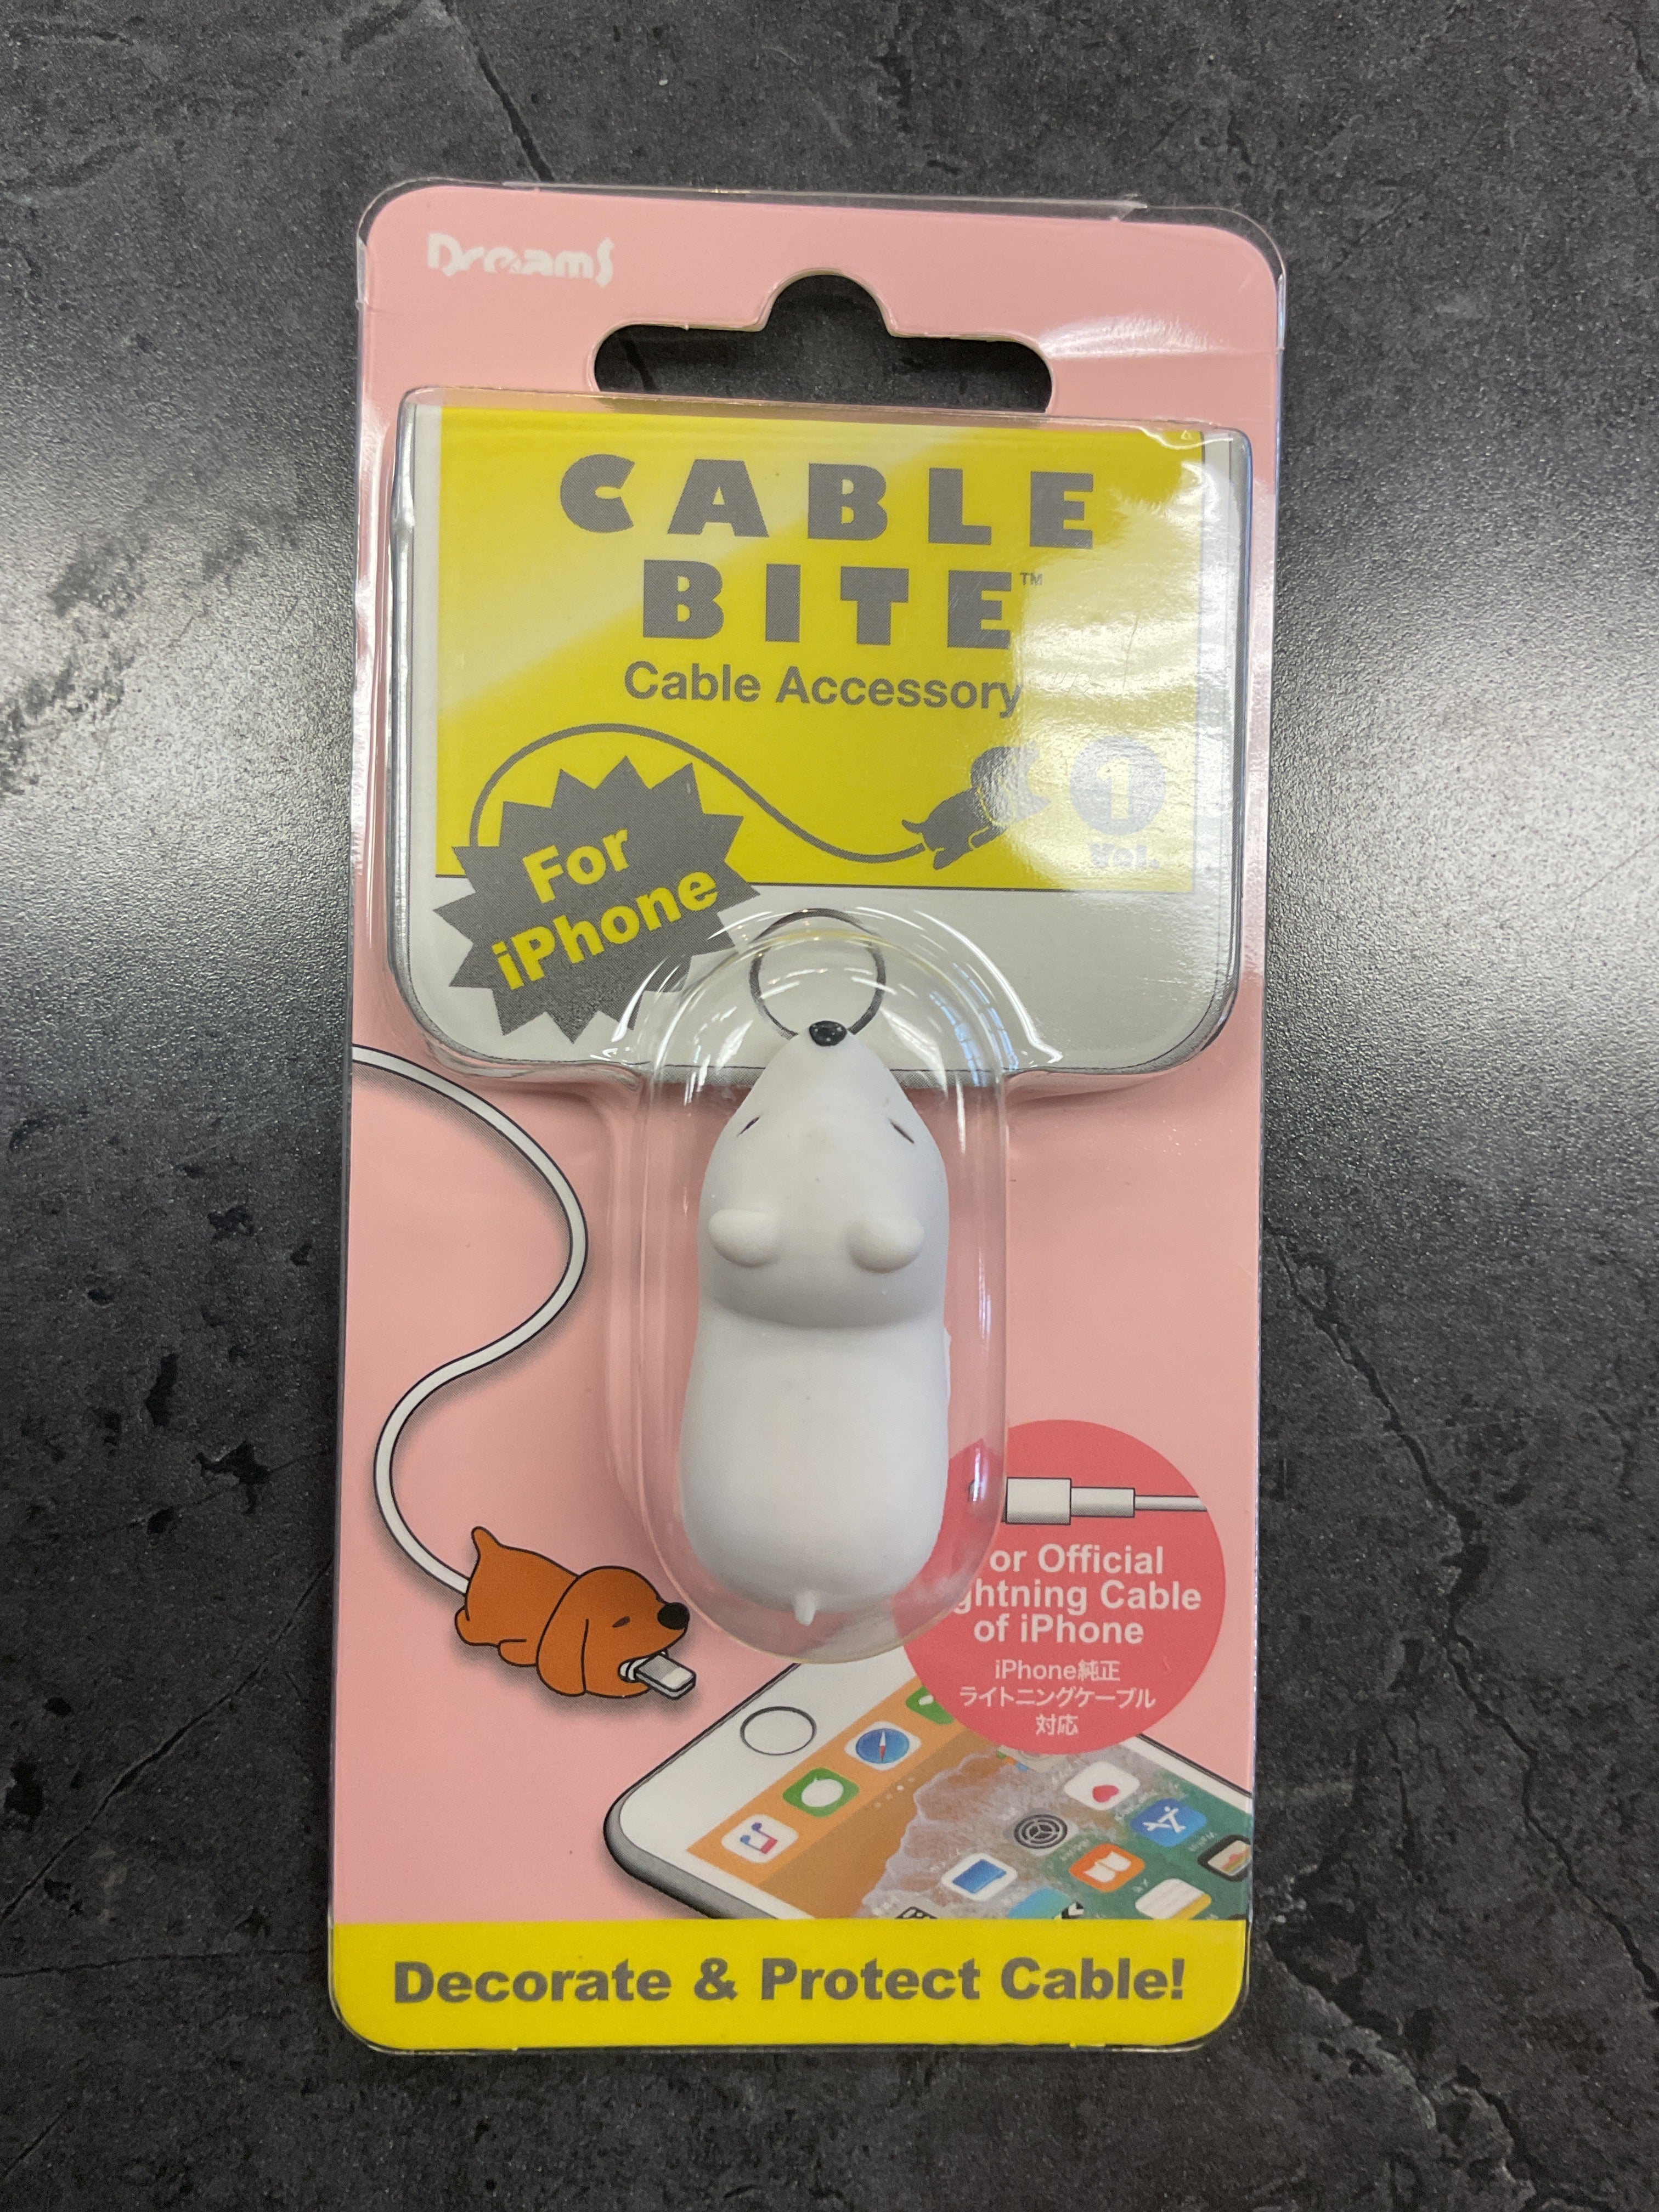 Dreams
CABLE
BITE™
Cable Accessory
1
Vol.
For
iPhone
or Official
ghtning Cable
of iPhone
iPhone純正
ライトニングケーブル
対応
Decorate & Protect Cable!